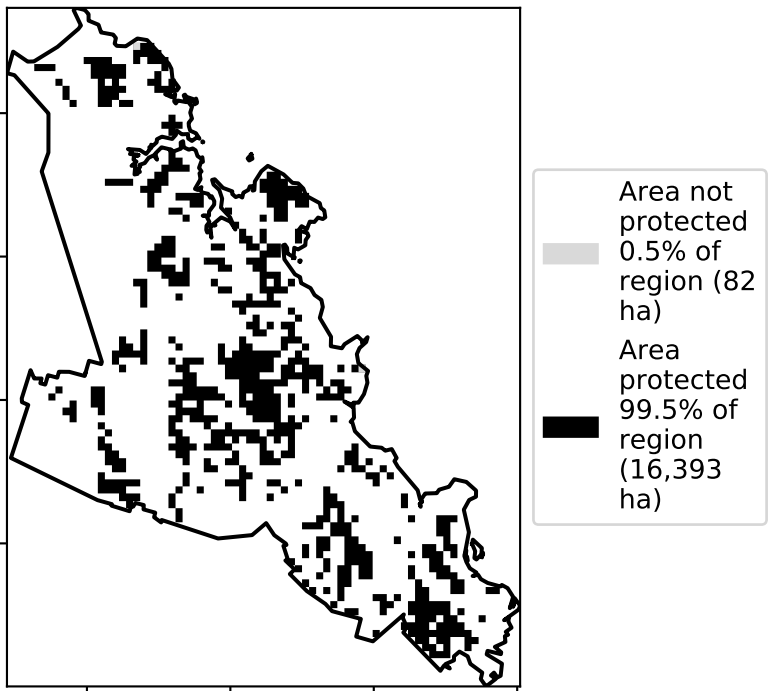 Area not
protected
0.5% of
region (82
ha)
Area
protected
99.5% of
region
(16,393
ha)